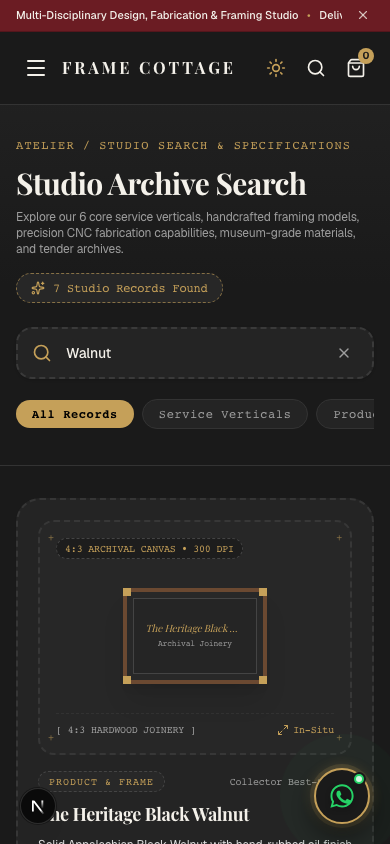 Multi-Disciplinary Design, Fabrication & Framing Studio • Deliv
FRAME COTTAGE
0
ATELIER / STUDIO SEARCH & SPECIFICATIONS
Studio Archive Search
Explore our 6 core service verticals, handcrafted framing models,
precision CNC fabrication capabilities, museum-grade materials,
and tender archives.
7 Studio Records Found
Walnut
All Records
Service Verticals
Produc
4:3 ARCHIVAL CANVAS • 300 DPI
The Heritage Black ...
Archival Joinery
[ 4:3 HARDWOOD JOINERY ]
In-Situ
PRODUCT & FRAME
Collector Best-
N
he Heritage Black Walnut
Solid Appalachian Black Walnut with hand-rubbed oil finish